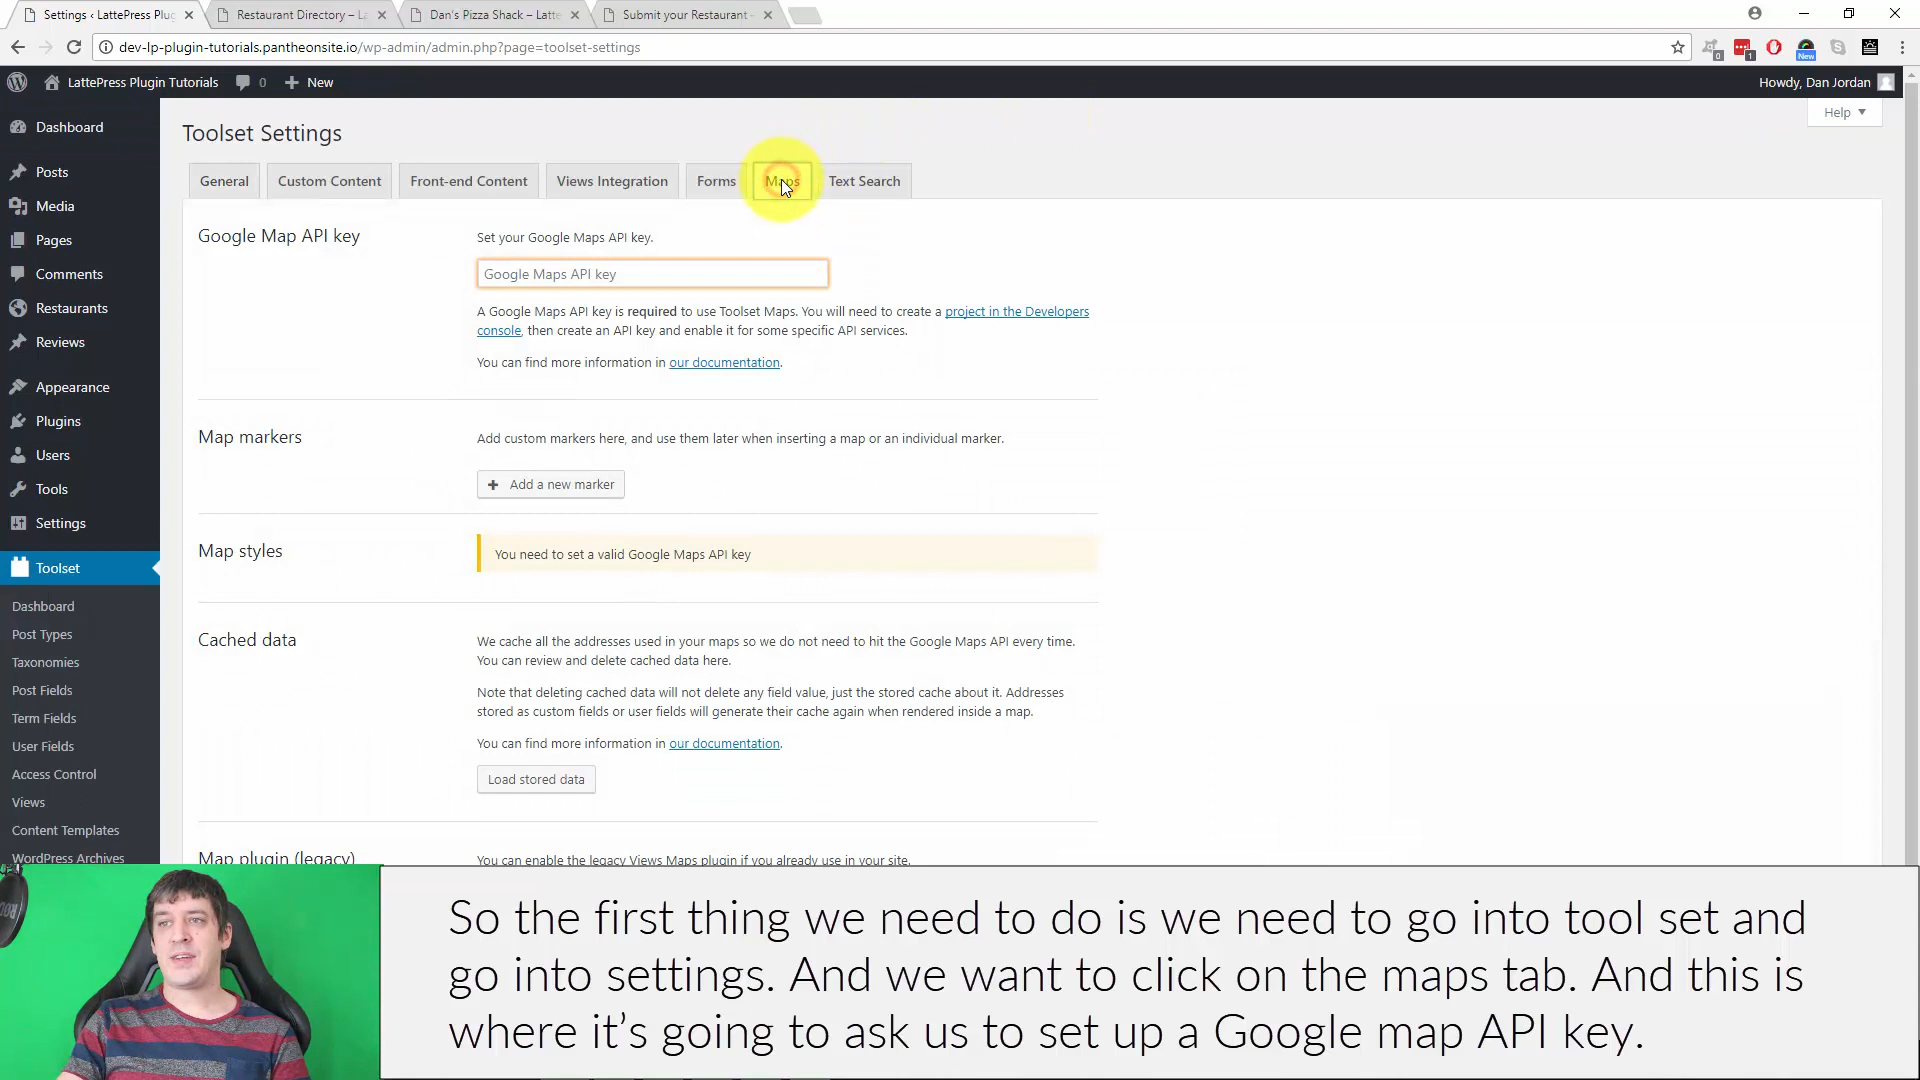 Settings ‹ LattePress Plug
Restaurant Directory – La
Dan's Pizza Shack – Latte
Submit your Restaurant –
dev-lp-plugin-tutorials.pantheonsite.io/wp-admin/admin.php?page=toolset-settings
0
1
New
LattePress Plugin Tutorials
0
New
Howdy, Dan Jordan
Help
Dashboard
Posts
Media
Pages
Comments
Restaurants
Reviews
Appearance
Plugins
Users
Tools
Settings
Toolset
Dashboard
Post Types
Taxonomies
Post Fields
Term Fields
User Fields
Access Control
Views
Content Templates
WordPress Archives
Toolset Settings
General
Custom Content
Front-end Content
Views Integration
Forms
Maps
Text Search
Google Map API key
Set your Google Maps API key.
Google Maps API key
A Google Maps API key is required to use Toolset Maps. You will need to create a project in the Developers
console, then create an API key and enable it for some specific API services.
You can find more information in our documentation.
Map markers
Add custom markers here, and use them later when inserting a map or an individual marker.
Add a new marker
Map styles
You need to set a valid Google Maps API key
Cached data
We cache all the addresses used in your maps so we do not need to hit the Google Maps API every time.
You can review and delete cached data here.
Note that deleting cached data will not delete any field value, just the stored cache about it. Addresses
stored as custom fields or user fields will generate their cache again when rendered inside a map.
You can find more information in our documentation.
Load stored data
Map plugin (legacy)
You can enable the legacy Views Maps plugin if you already use in your site.
So the first thing we need to do is we need to go into tool set and
go into settings. And we want to click on the maps tab. And this is
where it's going to ask us to set up a Google map API key.